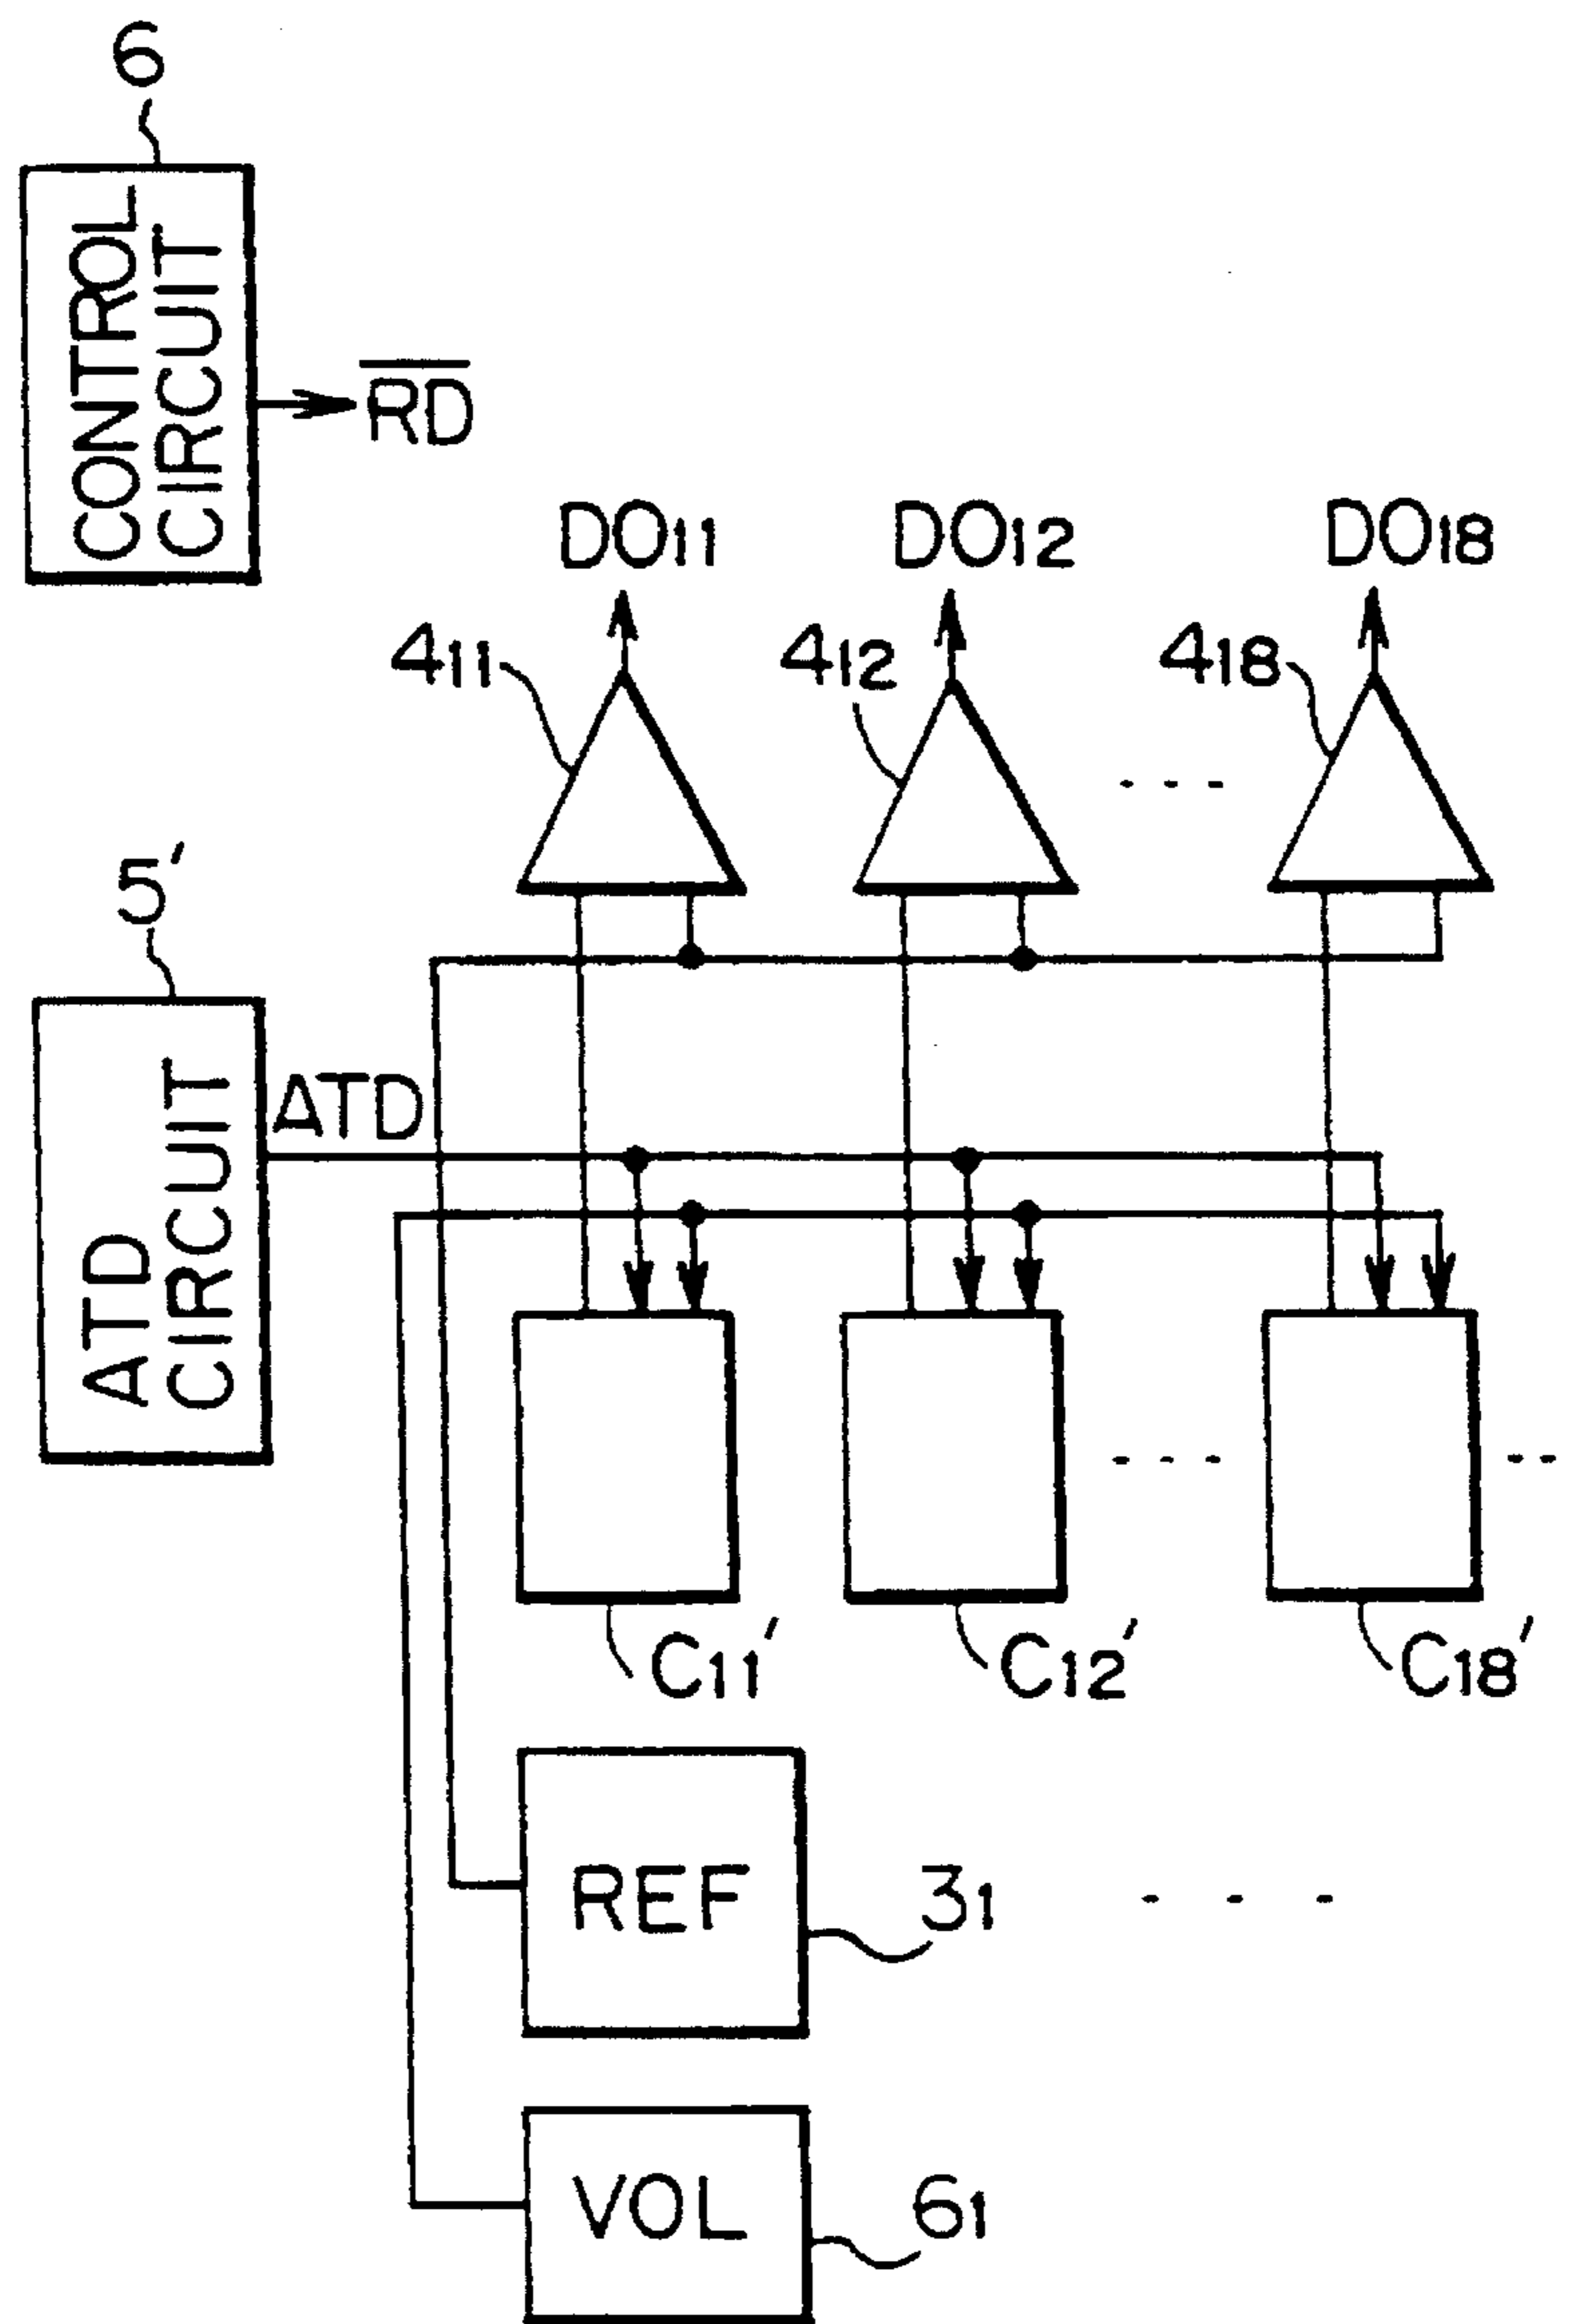 6
CONTROL
CIRCUIT
RD
DO11 DO12 DO18
411 412 418
- - -
5'
ATD
CIRCUIT
ATD
- - - - -
C11' C12' C18'
REF
31 - - -
VOL
61